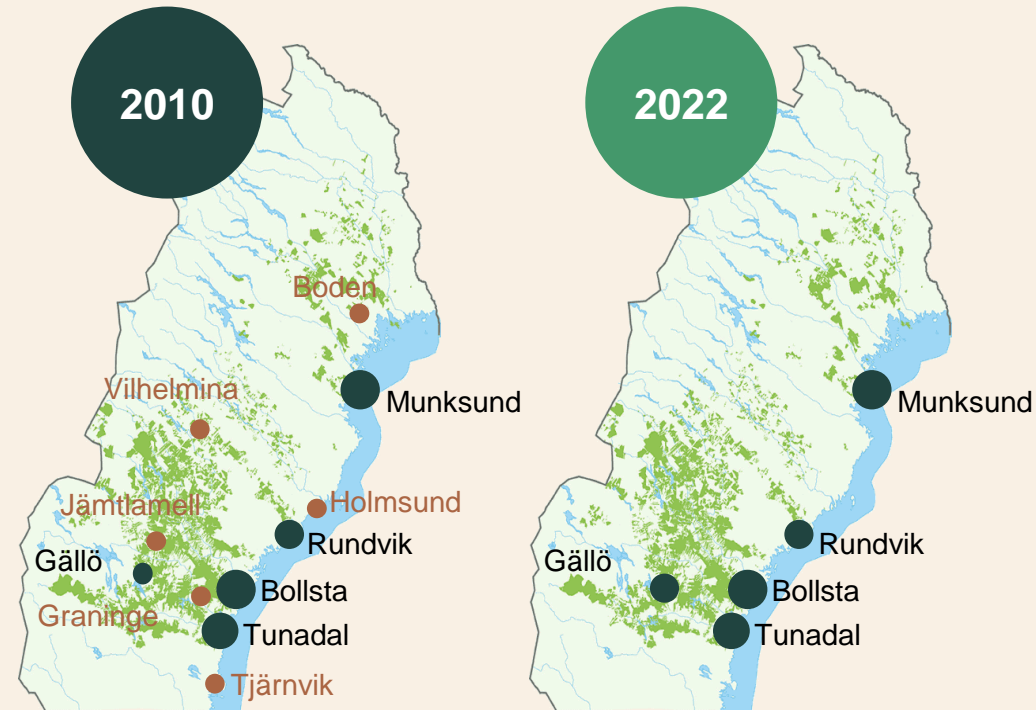 2010
Boden
Vilhelmina
Munksund
Jämtlamell
Holmsund
Gällö
Rundvik
Graninge
Bollsta
Tunadal
Tjärnvik
2022
Munksund
Gällö
Rundvik
Bollsta
Tunadal